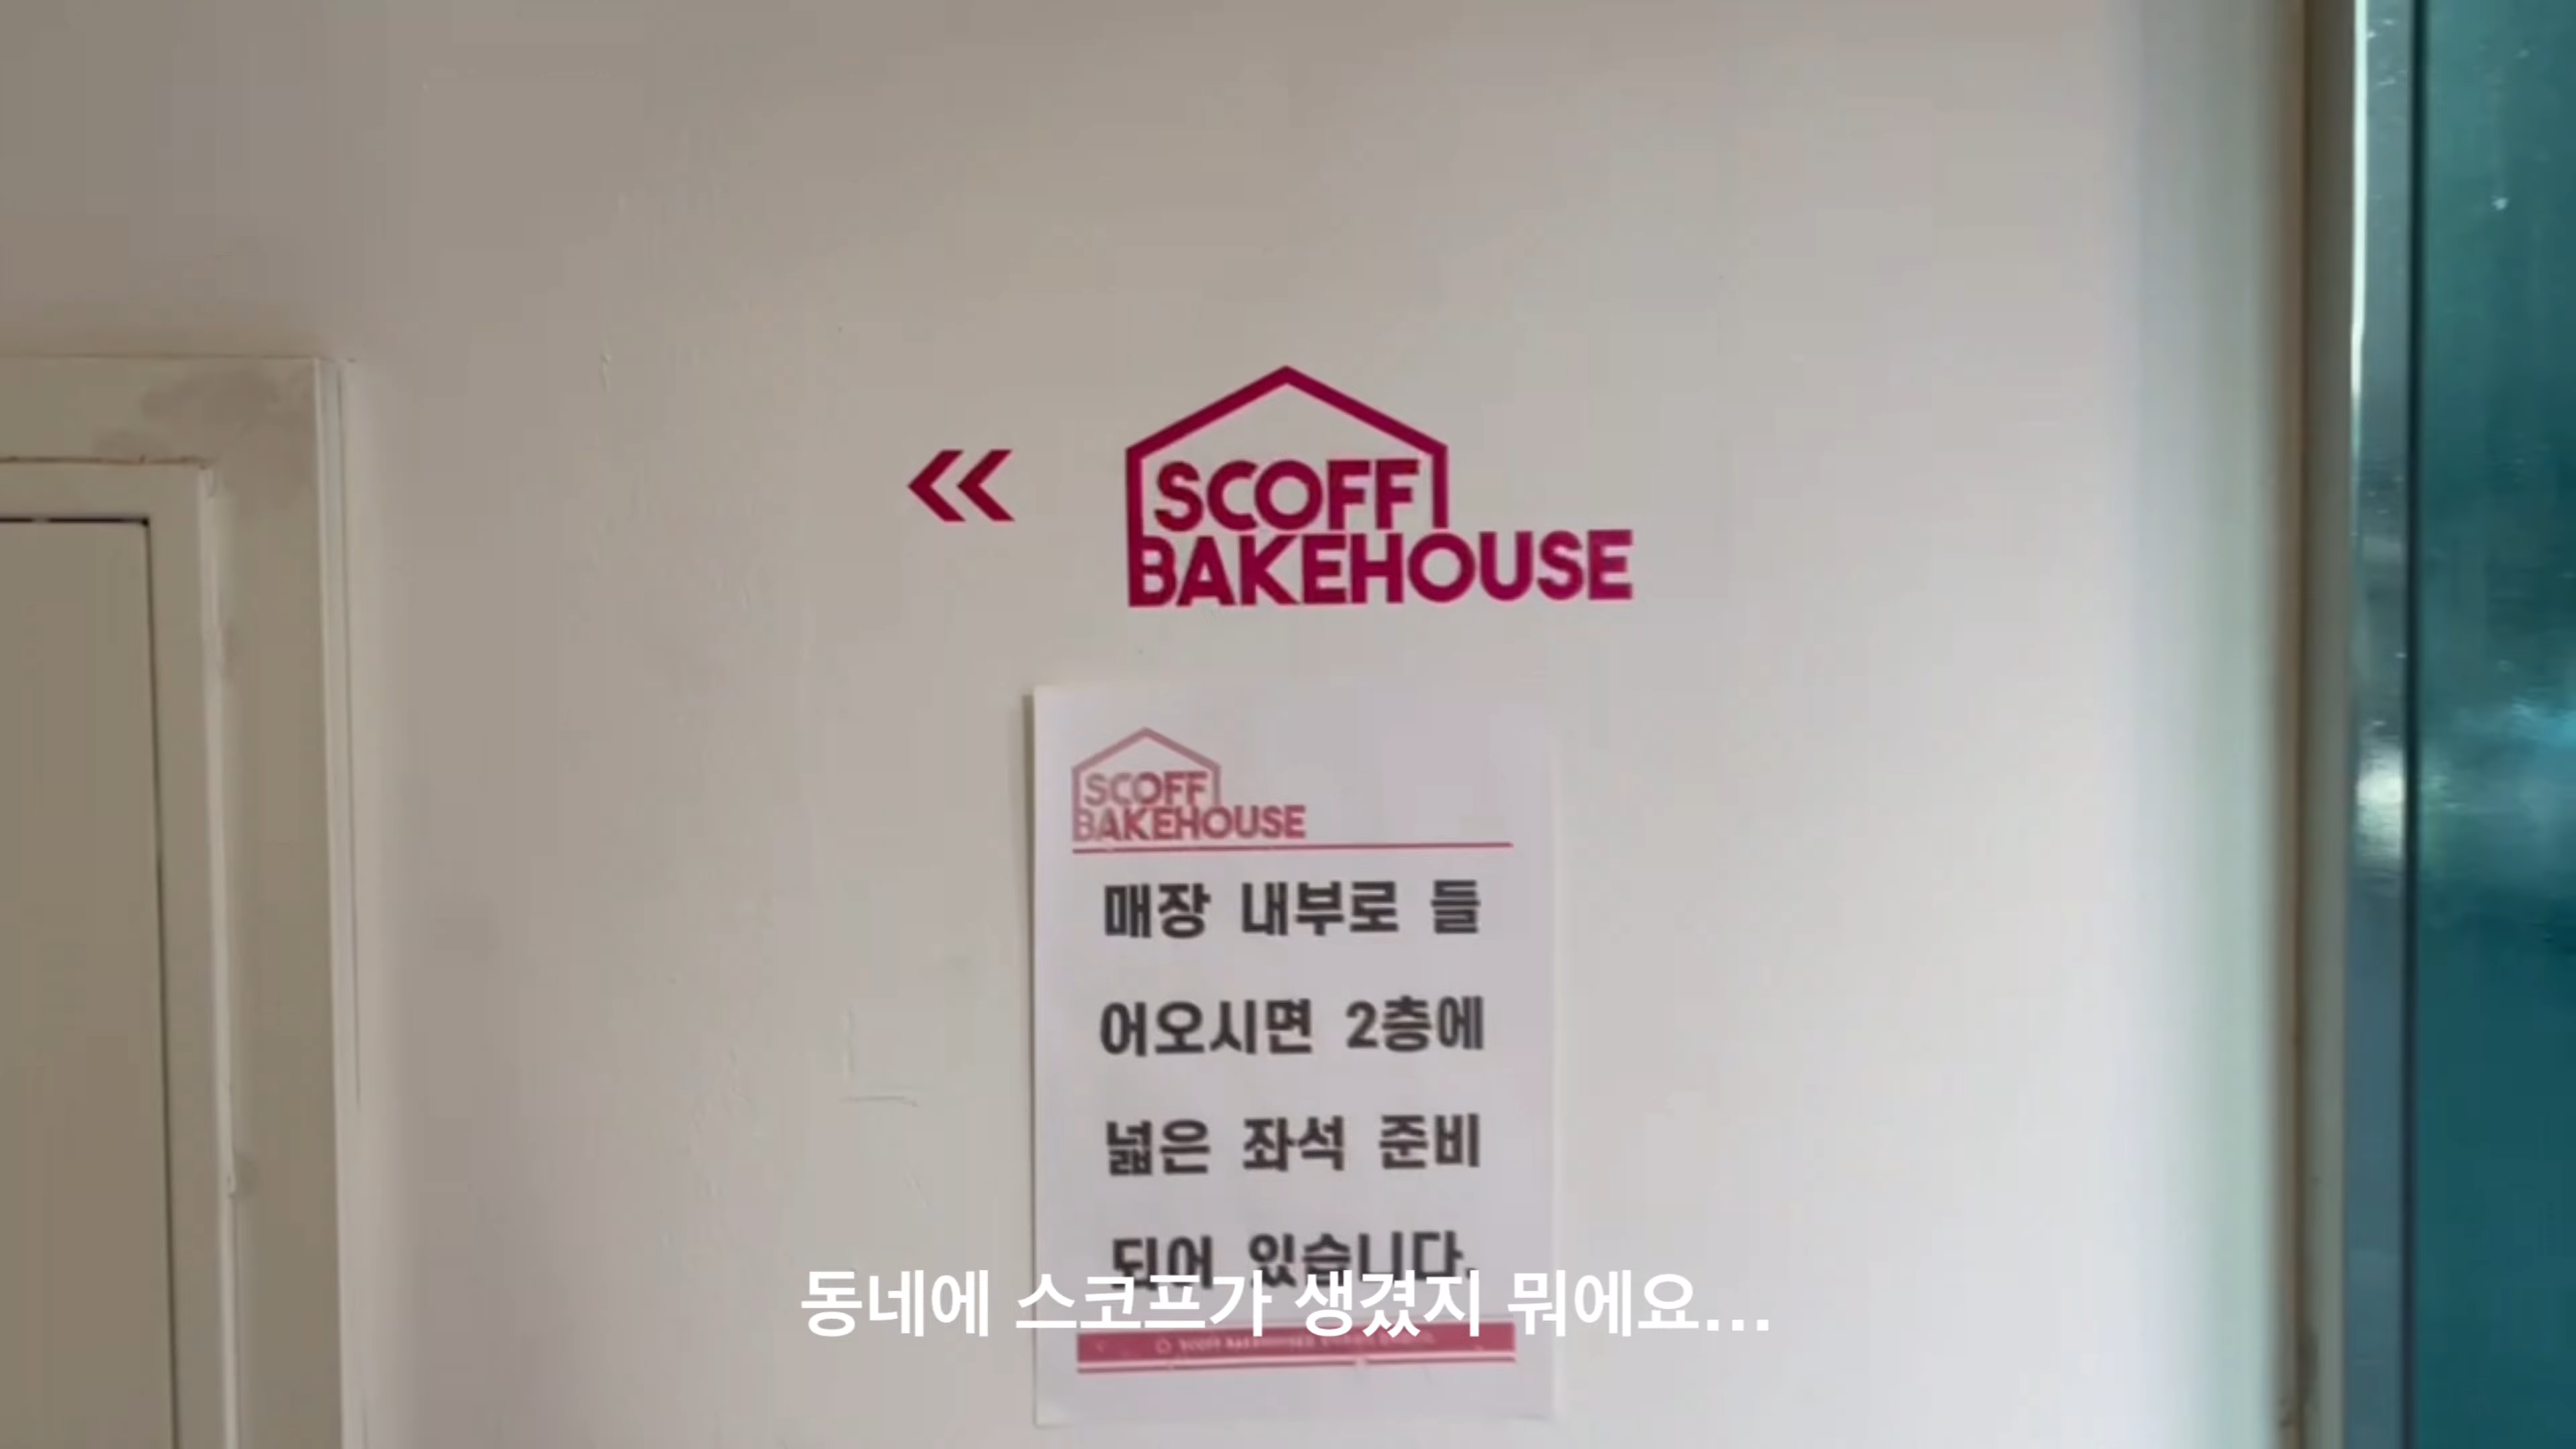 SCOFF
BAKEHOUSE
SCOFF
BAKEHOUSE
매장 내부로 들
어오시면 2층에
넓은 좌석 준비
되어 있습니다.
동네에 스코프가 생겼지 뭐에요...